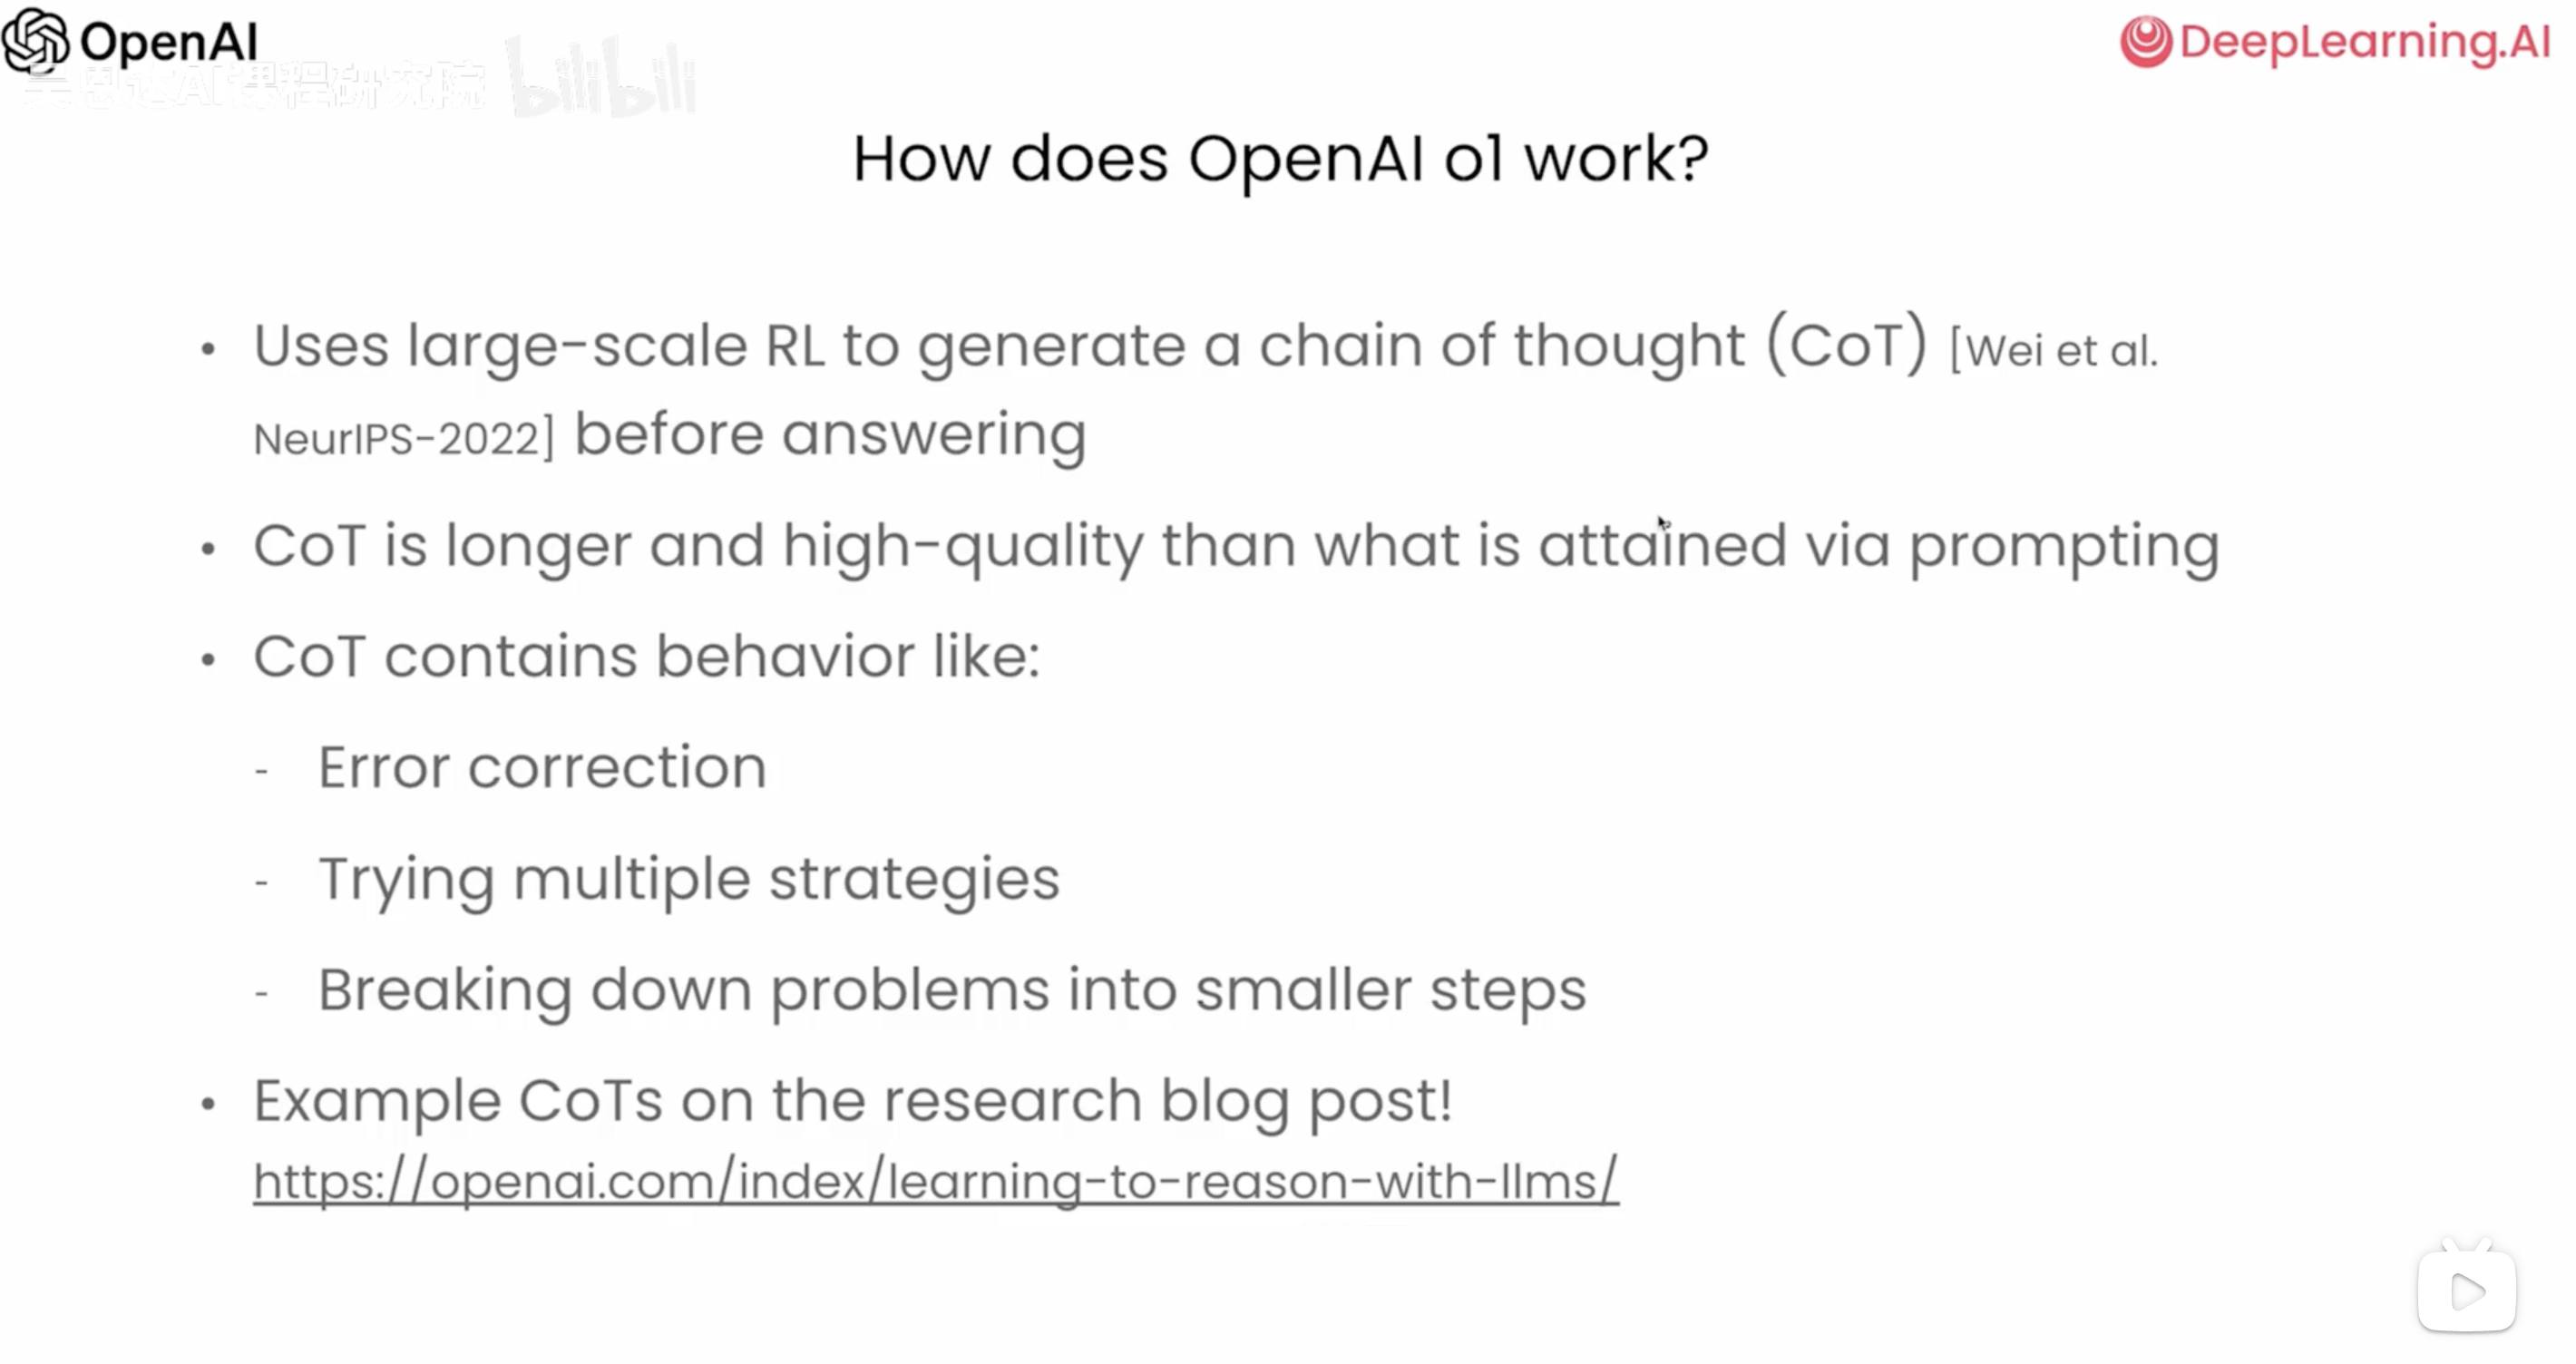 OpenAI
DeepLearning.AI
吴恩达AI课程研究院 bilibili
How does OpenAI o1 work?
• Uses large-scale RL to generate a chain of thought (CoT) [Wei et al.
NeurIPS-2022] before answering
• CoT is longer and high-quality than what is attained via prompting
• CoT contains behavior like:
- Error correction
- Trying multiple strategies
- Breaking down problems into smaller steps
• Example CoTs on the research blog post!
https://openai.com/index/learning-to-reason-with-llms/